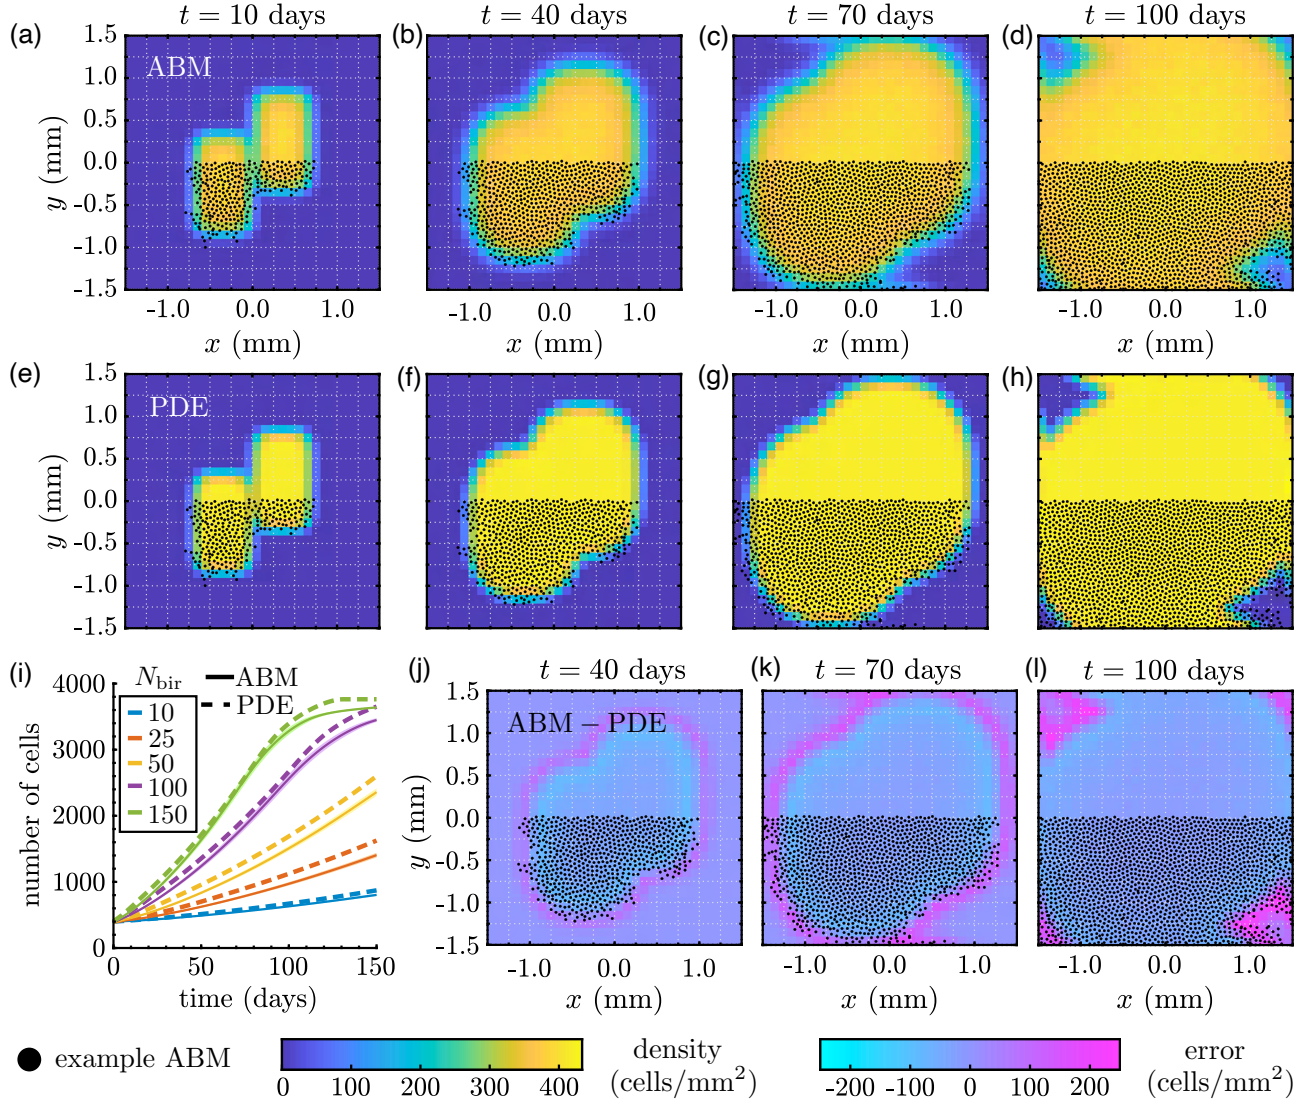 t = 10 days t = 40 days t = 70 days t = 100 days
(a) (b) (c) (d)
ABM
1.5
1.0
0.5
0.0
-0.5
-1.0
-1.5
y (mm)
-1.0 0.0 1.0 -1.0 0.0 1.0 -1.0 0.0 1.0 -1.0 0.0 1.0
x (mm) x (mm) x (mm) x (mm)
(e) (f) (g) (h)
PDE
1.5
1.0
0.5
0.0
-0.5
-1.0
-1.5
y (mm)
(i)
N_bir ABM
PDE
10
25
50
100
150
4000
3000
2000
1000
0
number of cells
0 50 100 150
time (days)
(j) t = 40 days (k) t = 70 days (l) t = 100 days
ABM − PDE
1.5
1.0
0.5
0.0
-0.5
-1.0
-1.5
y (mm)
-1.0 0.0 1.0 -1.0 0.0 1.0 -1.0 0.0 1.0
x (mm) x (mm) x (mm)
example ABM
0 100 200 300 400
density
(cells/mm²)
-200 -100 0 100 200
error
(cells/mm²)